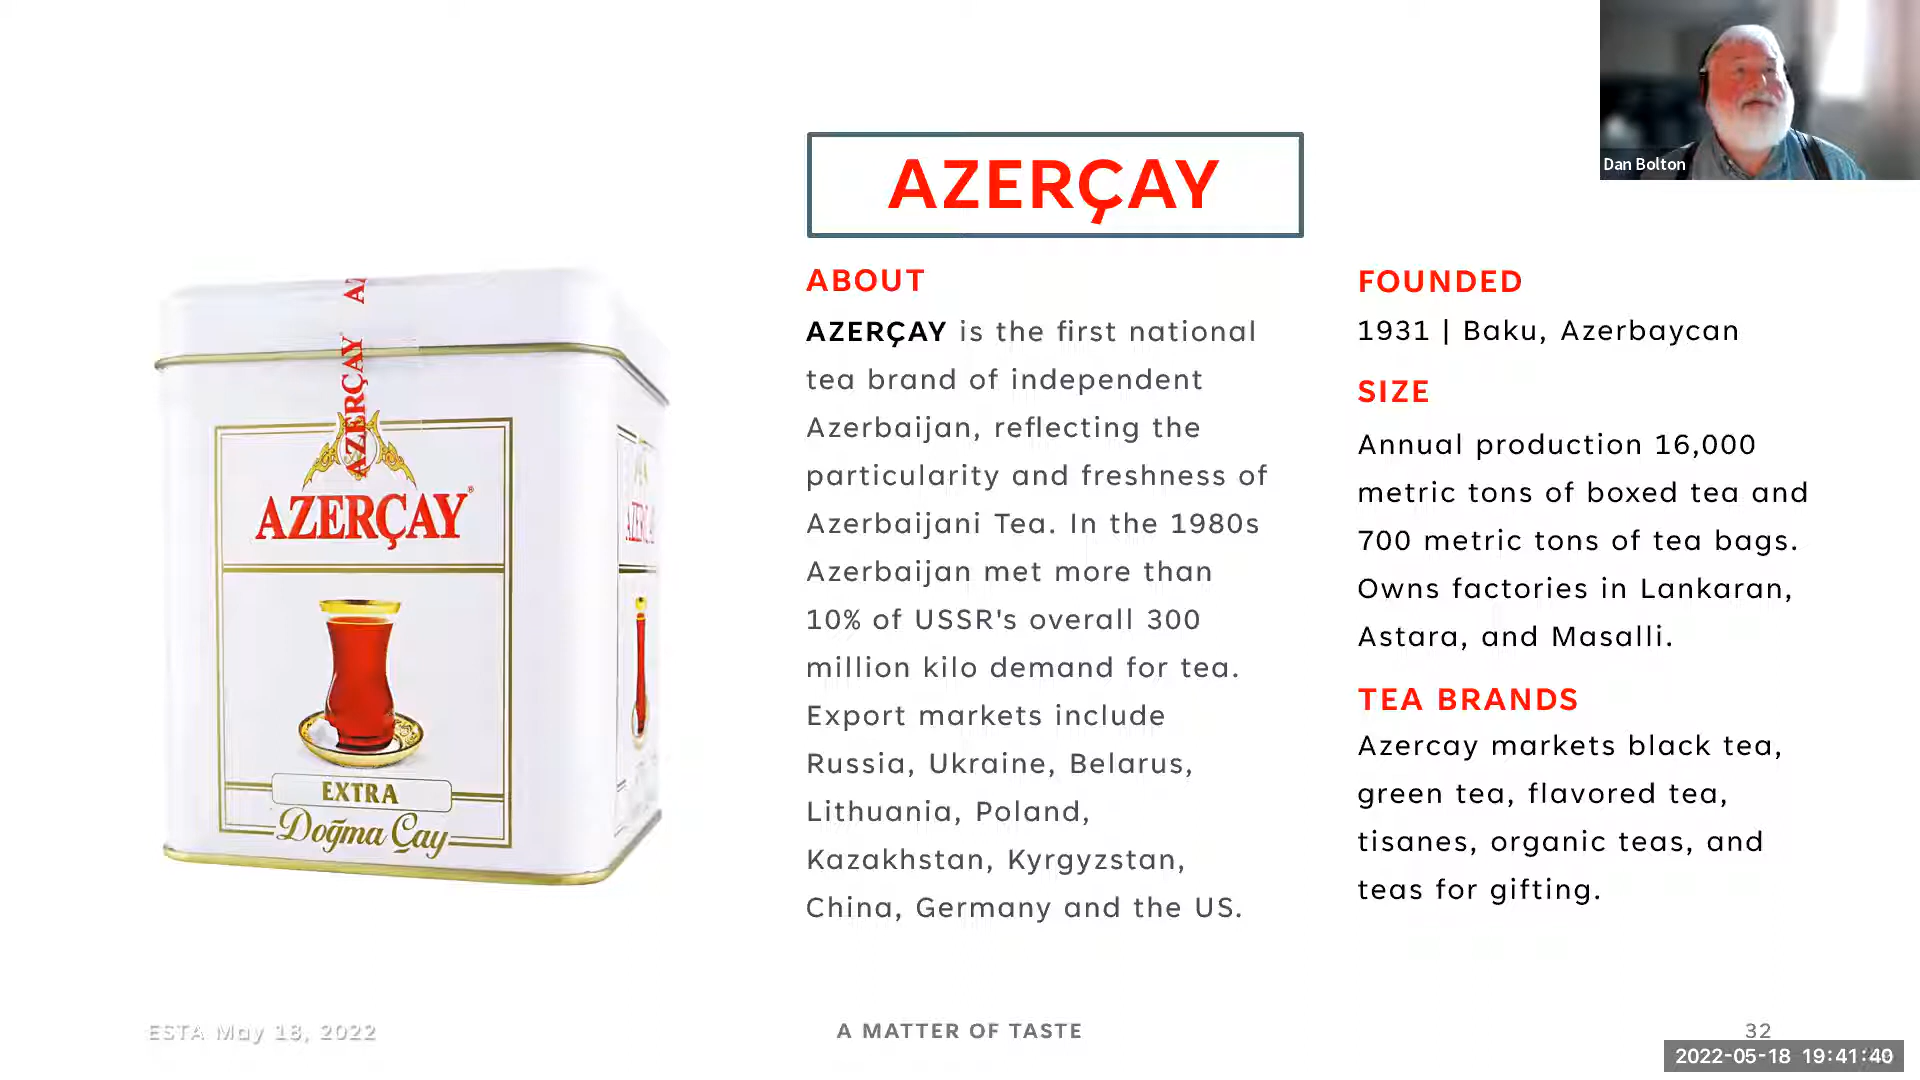 Dan Bolton
AZERÇAY
ABOUT
AZERÇAY is the first national
tea brand of independent
Azerbaijan, reflecting the
particularity and freshness of
Azerbaijani Tea. In the 1980s
Azerbaijan met more than
10% of USSR's overall 300
million kilo demand for tea.
Export markets include
Russia, Ukraine, Belarus,
Lithuania, Poland,
Kazakhstan, Kyrgyzstan,
China, Germany and the US.
FOUNDED
1931 | Baku, Azerbaycan
SIZE
Annual production 16,000
metric tons of boxed tea and
700 metric tons of tea bags.
Owns factories in Lankaran,
Astara, and Masalli.
TEA BRANDS
Azercay markets black tea,
green tea, flavored tea,
tisanes, organic teas, and
teas for gifting.
AZERÇAY
AZERÇAY®
EXTRA
Doğma Çay
ESTA May 18, 2022
A MATTER OF TASTE
32
2022-05-18 19:41:40